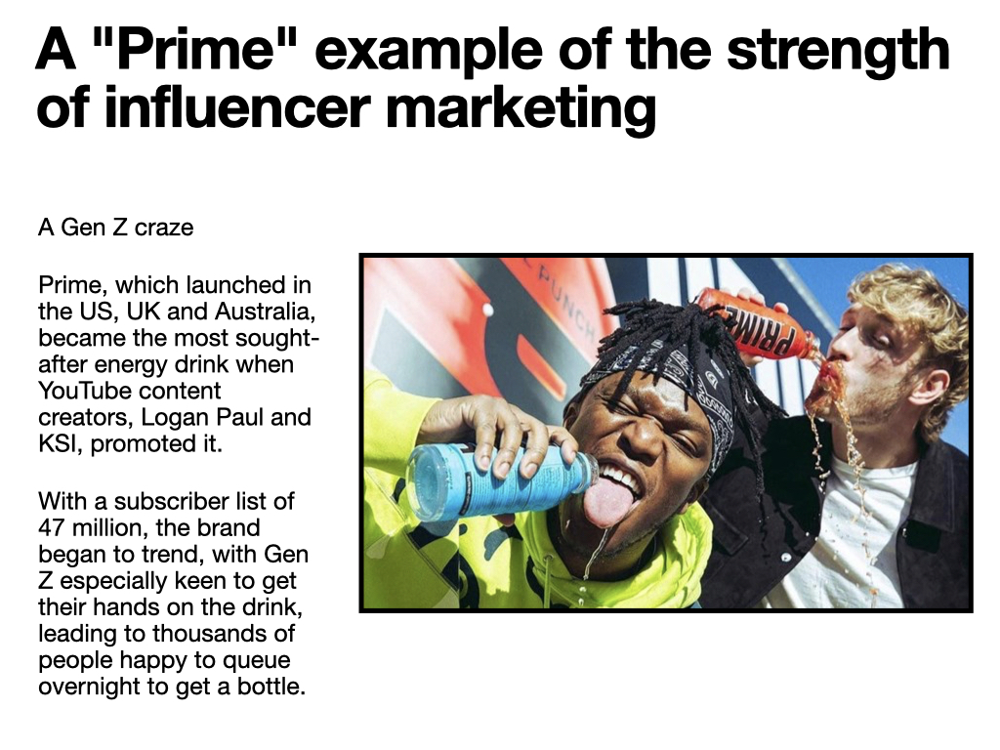 A "Prime" example of the strength
of influencer marketing
A Gen Z craze
Prime, which launched in
the US, UK and Australia,
became the most sought-
after energy drink when
YouTube content
creators, Logan Paul and
KSI, promoted it.
With a subscriber list of
47 million, the brand
began to trend, with Gen
Z especially keen to get
their hands on the drink,
leading to thousands of
people happy to queue
overnight to get a bottle.
PUNCH
PRIME